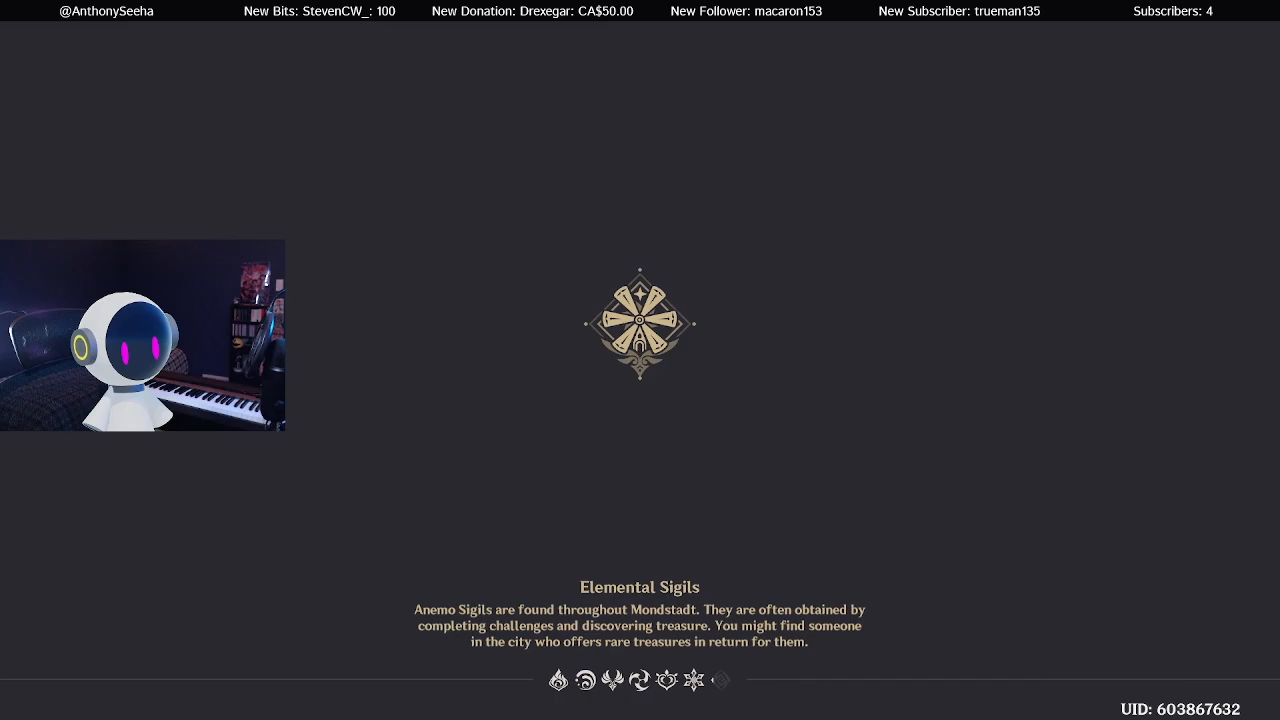 @AnthonySeeha New Bits: StevenCW_: 100 New Donation: Drexegar: CA$50.00 New Follower: macaron153 New Subscriber: trueman135 Subscribers: 4
Elemental Sigils
Anemo Sigils are found throughout Mondstadt. They are often obtained by
completing challenges and discovering treasure. You might find someone
in the city who offers rare treasures in return for them.
UID: 603867632